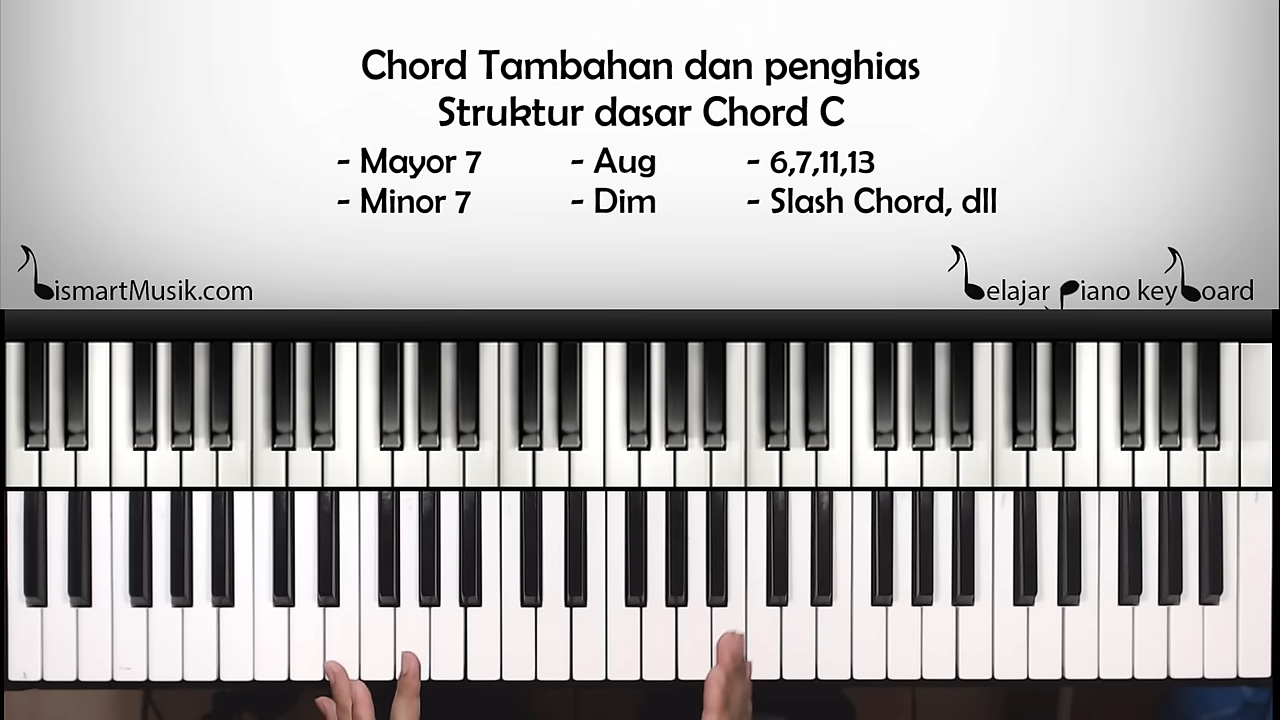 Chord Tambahan dan penghias
Struktur dasar Chord C
- Mayor 7 - Aug - 6,7,11,13
- Minor 7 - Dim - Slash Chord, dll
bismartMusik.com
belajar piano keyboard